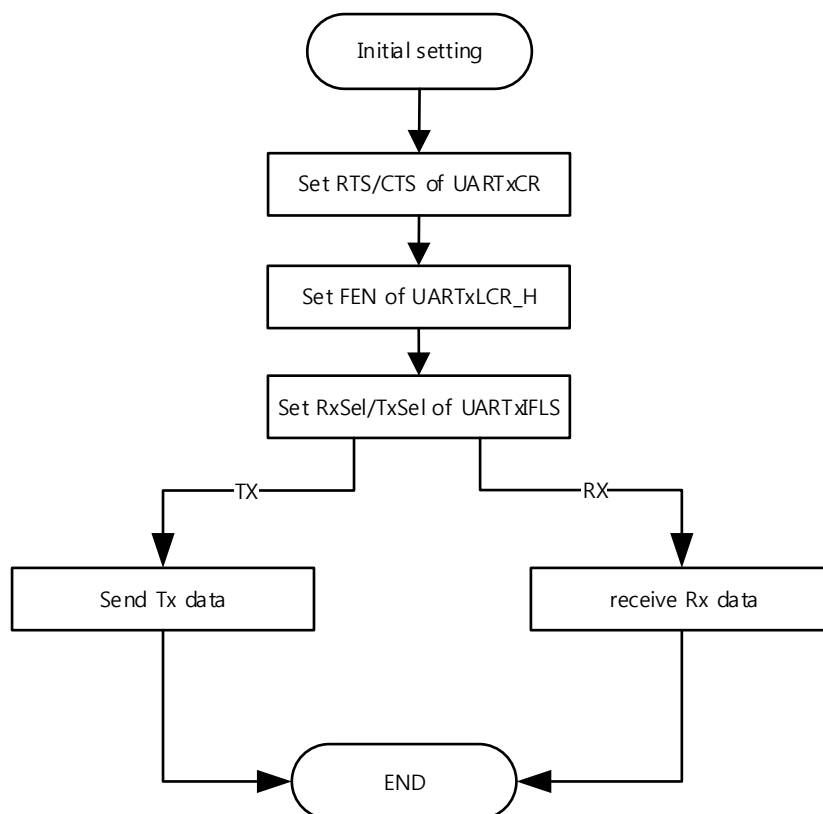 Initial setting
Set RTS/CTS of UARTxCR
Set FEN of UARTxLCR_H
Set RxSel/TxSel of UARTxIFLS
TX
RX
Send Tx data
receive Rx data
END